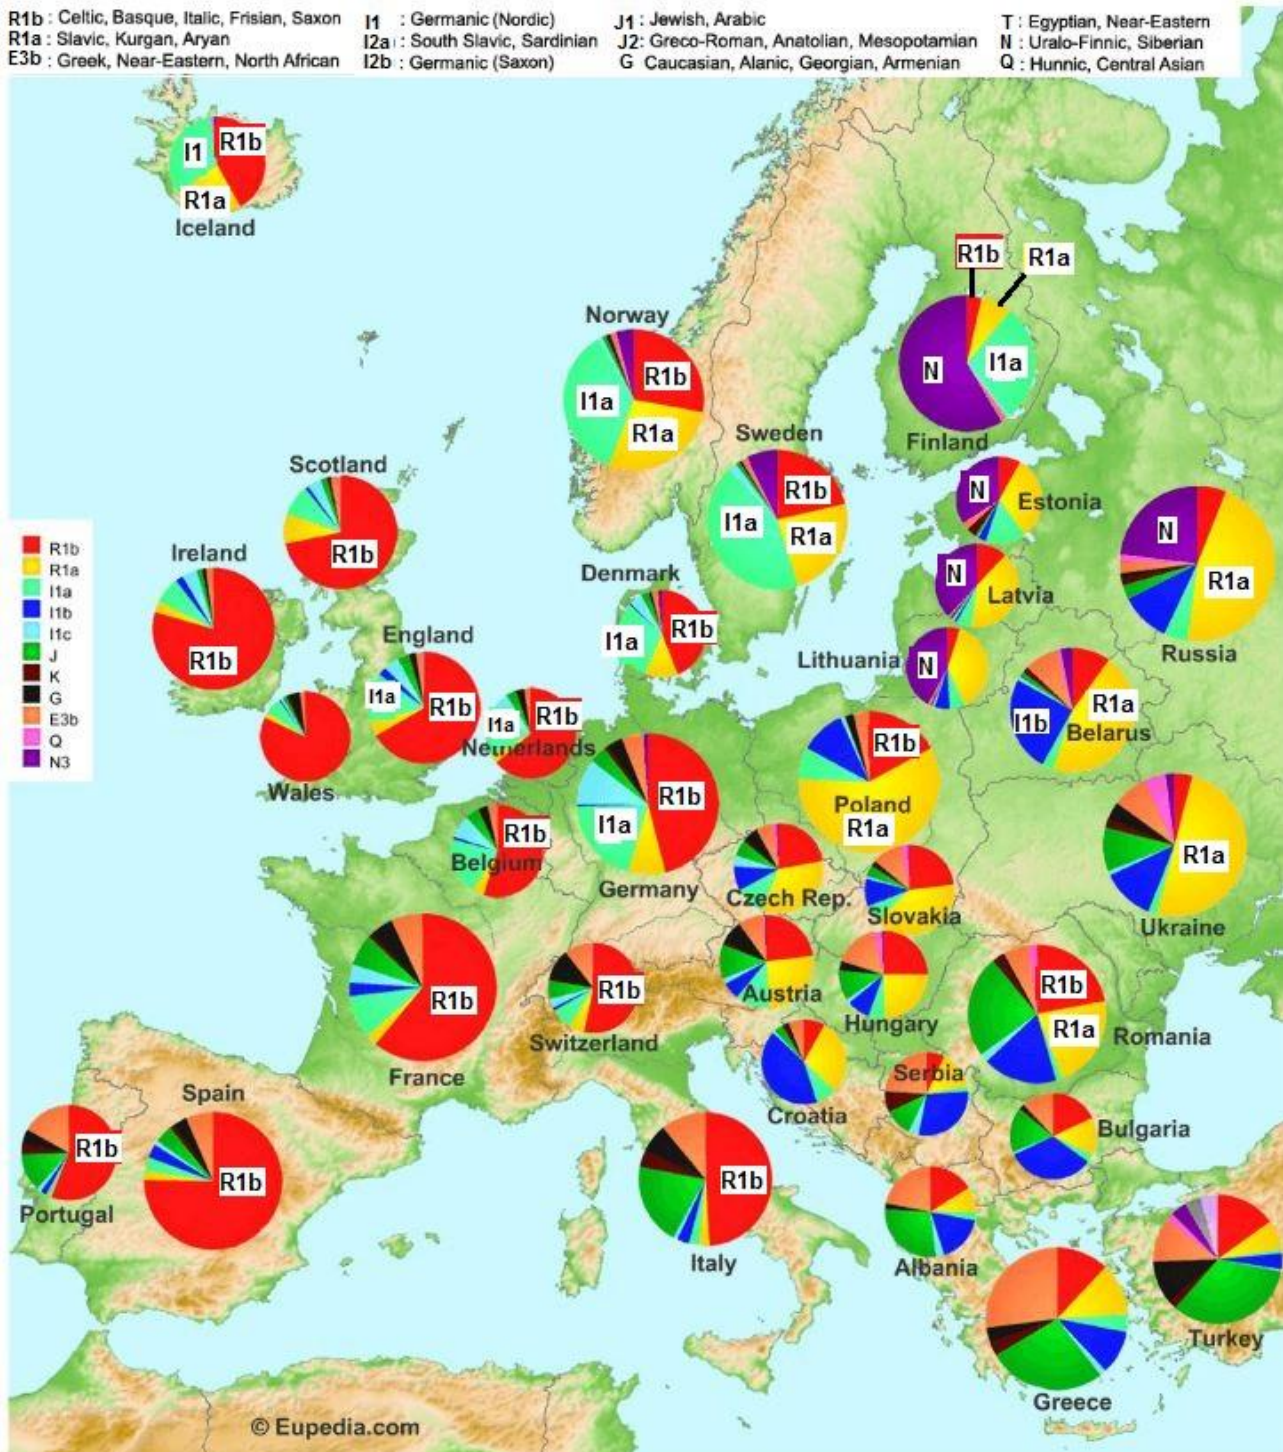 R1b : Celtic, Basque, Italic, Frisian, Saxon
R1a : Slavic, Kurgan, Aryan
E3b : Greek, Near-Eastern, North African
I1 : Germanic (Nordic)
I2a : South Slavic, Sardinian
I2b : Germanic (Saxon)
J1 : Jewish, Arabic
J2: Greco-Roman, Anatolian, Mesopotamian
G Caucasian, Alanic, Georgian, Armenian
T : Egyptian, Near-Eastern
N : Uralo-Finnic, Siberian
Q : Hunnic, Central Asian
I1
R1b
R1a
Iceland
R1b
R1a
N
I1a
Finland
Norway
I1a
R1b
R1a
Sweden
R1b
I1a
R1a
Scotland
R1b
N
Estonia
N
R1a
Russia
Ireland
R1b
Denmark
I1a
R1b
N
Latvia
Lithuania
N
R1b
R1a
I1a
I1b
I1c
J
K
G
E3b
Q
N3
England
I1a
R1b
Wales
I1a
R1b
Netherlands
R1a
I1b
Belarus
R1b
I1a
Germany
R1b
Poland
R1a
R1b
Belgium
Czech Rep.
Slovakia
R1a
Ukraine
R1b
France
R1b
Switzerland
Austria
Hungary
R1b
R1a
Romania
Croatia
Serbia
Bulgaria
Spain
R1b
R1b
Portugal
R1b
Italy
Albania
Greece
Turkey
© Eupedia.com